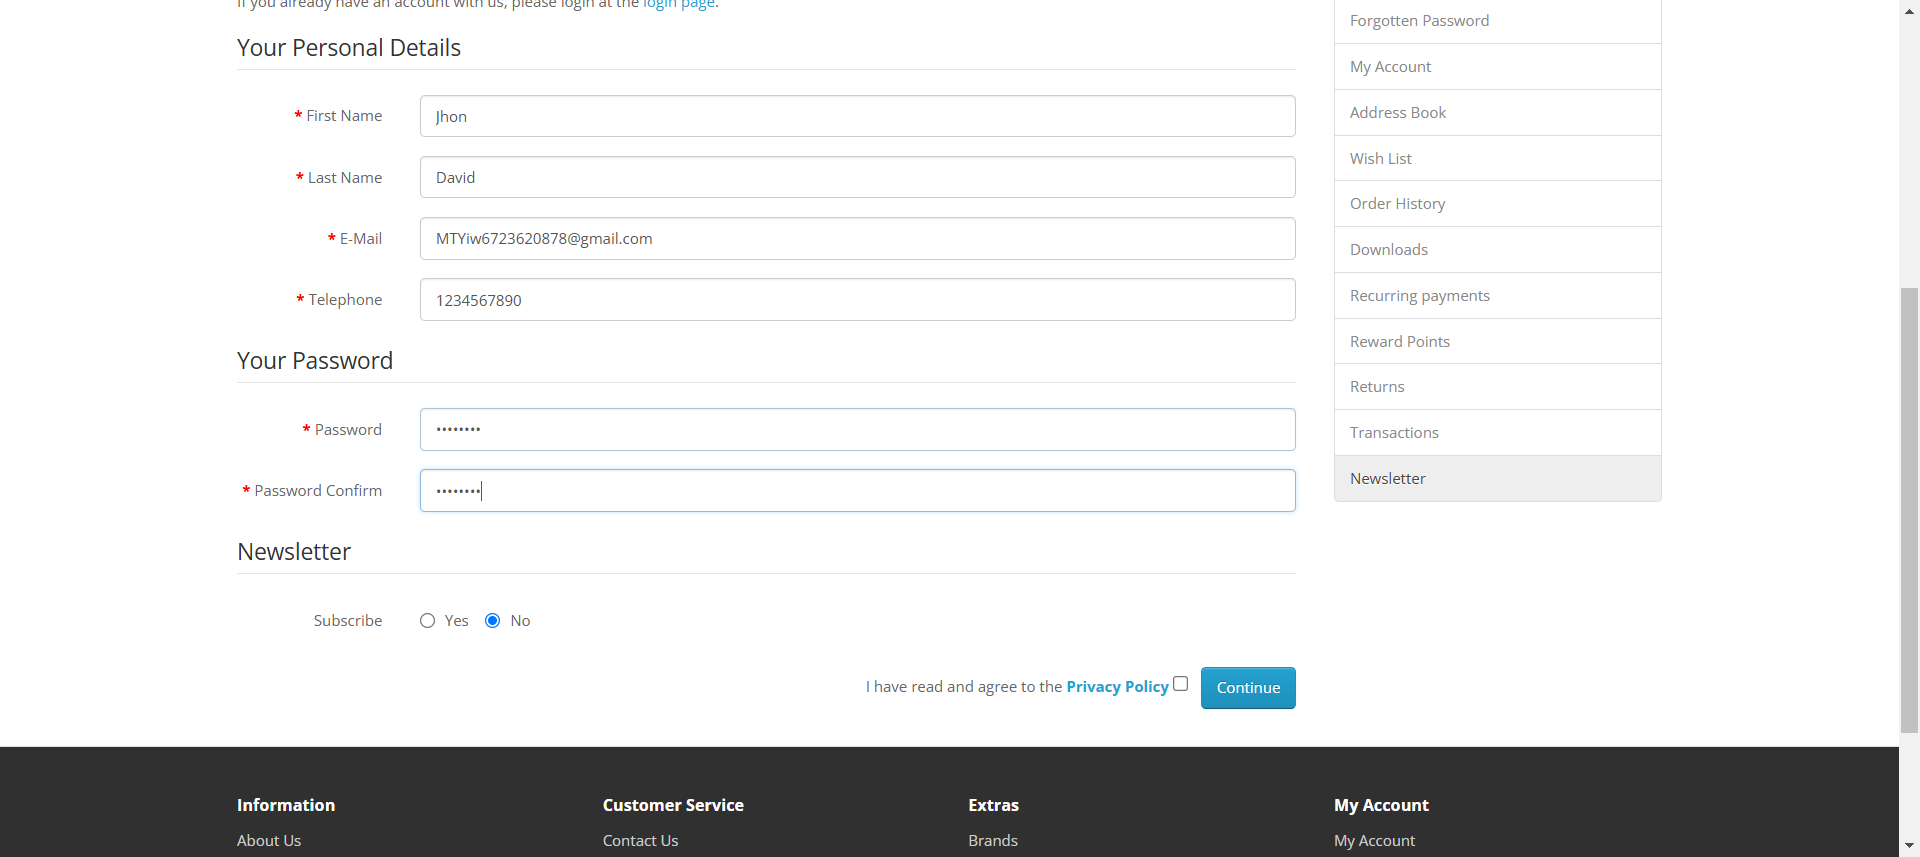 If you already have an account with us, please login at the login page.
Your Personal Details
* First Name
Jhon
* Last Name
David
* E-Mail
MTYiw6723620878@gmail.com
* Telephone
1234567890
Your Password
* Password
••••••••
* Password Confirm
••••••••
Newsletter
Subscribe
Yes
No
I have read and agree to the Privacy Policy
Continue
Forgotten Password
My Account
Address Book
Wish List
Order History
Downloads
Recurring payments
Reward Points
Returns
Transactions
Newsletter
Information
About Us
Customer Service
Contact Us
Extras
Brands
My Account
My Account